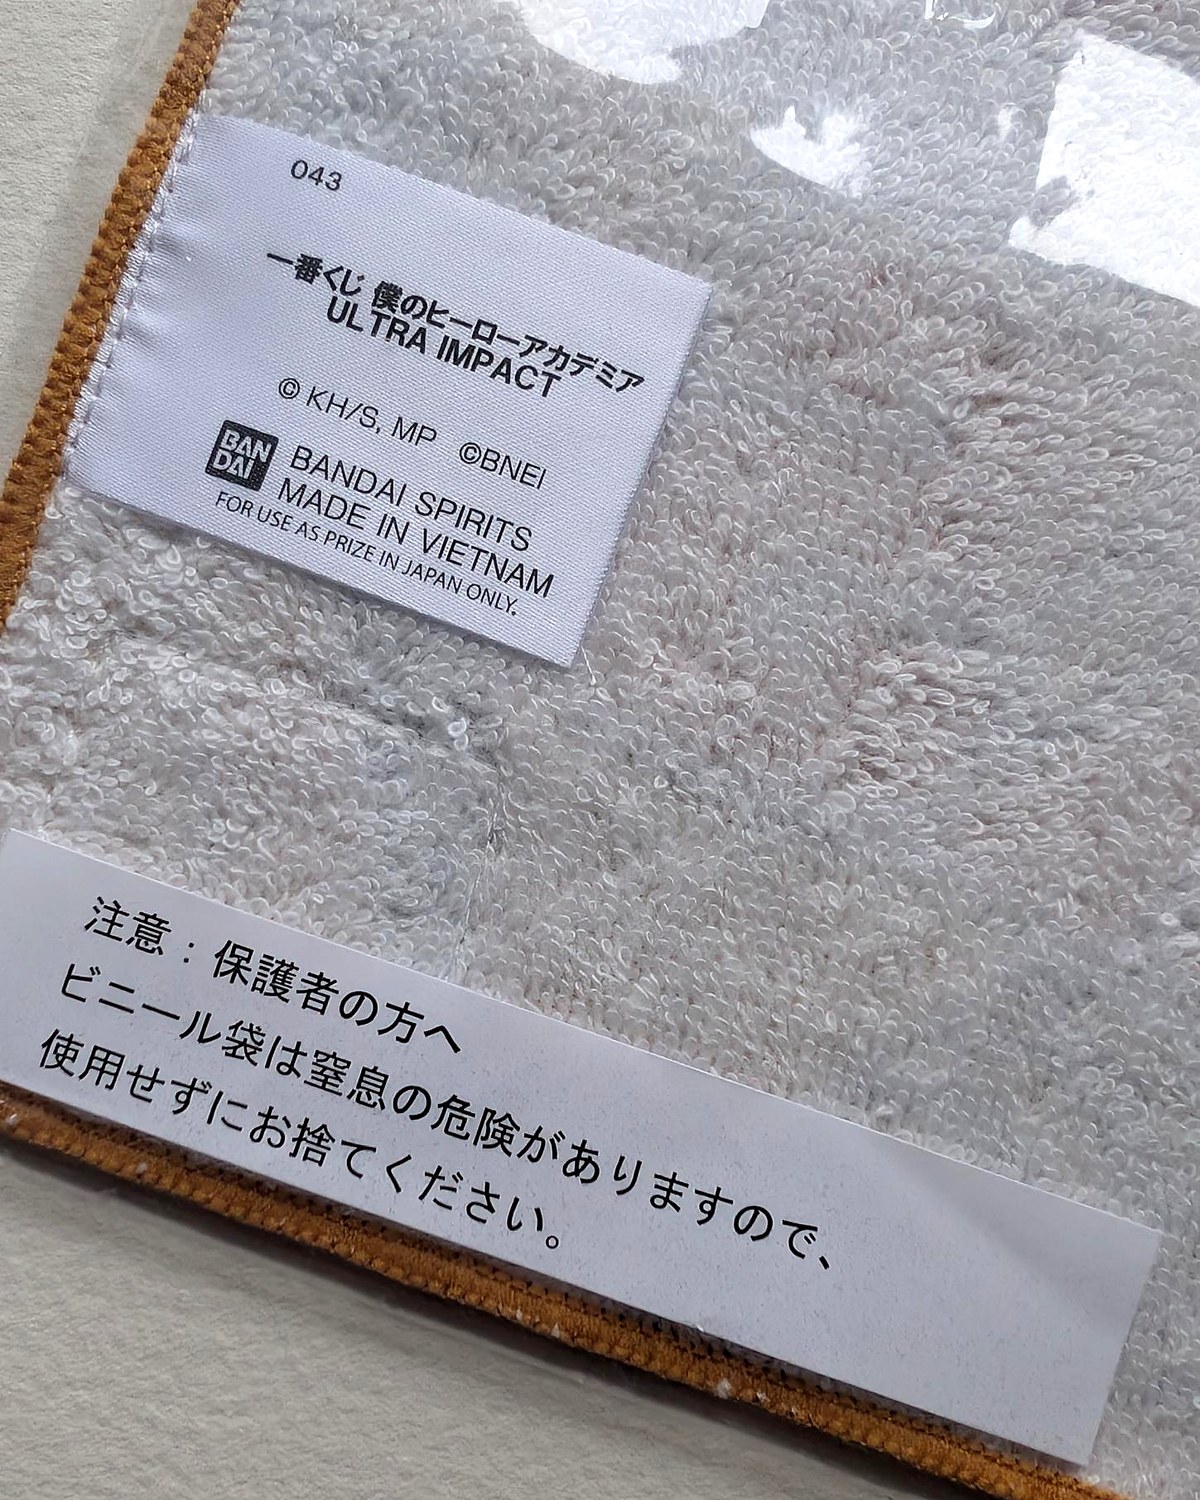 043
一番くじ 僕のヒーローアカデミア
ULTRA IMPACT
© KH/S, MP ©BNEI
BAN
DAI
BANDAI SPIRITS
MADE IN VIETNAM
FOR USE AS PRIZE IN JAPAN ONLY.
注意：保護者の方へ
ビニール袋は窒息の危険がありますので、
使用せずにお捨てください。